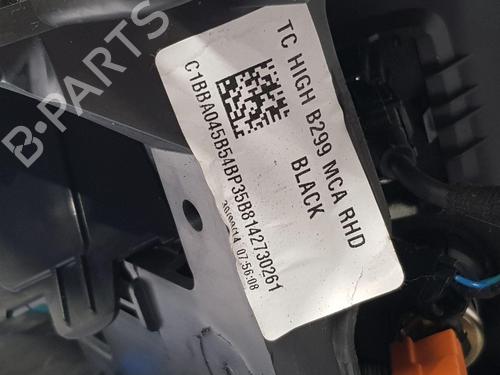 B-PARTS
TC HIGH B299 MCA RHD
BLACK
C1BBA045B54BP35B8142730261
07:56:08